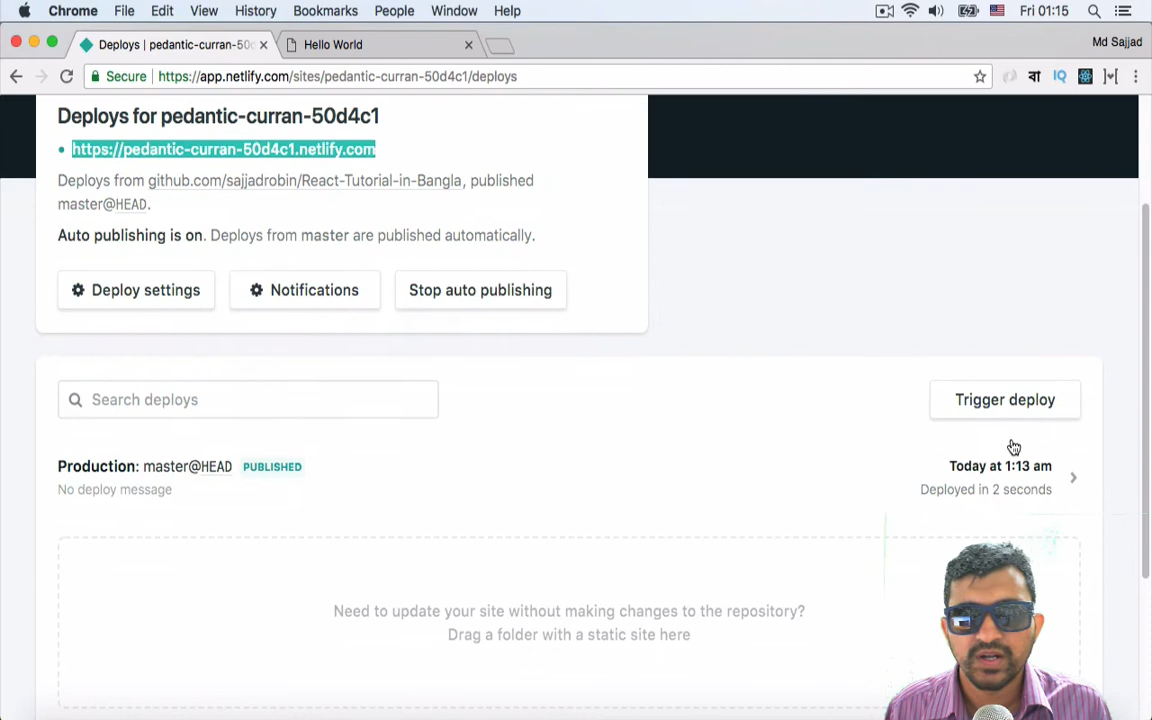 Chrome File Edit View History Bookmarks People Window Help Fri 01:15
Deploys | pedantic-curran-50d Hello World Md Sajjad
Secure https://app.netlify.com/sites/pedantic-curran-50d4c1/deploys বা IQ
Deploys for pedantic-curran-50d4c1
https://pedantic-curran-50d4c1.netlify.com
Deploys from github.com/sajjadrobin/React-Tutorial-in-Bangla, published
master@HEAD.
Auto publishing is on. Deploys from master are published automatically.
Deploy settings Notifications Stop auto publishing
Search deploys Trigger deploy
Production: master@HEAD PUBLISHED Today at 1:13 am
No deploy message Deployed in 2 seconds
Need to update your site without making changes to the repository?
Drag a folder with a static site here